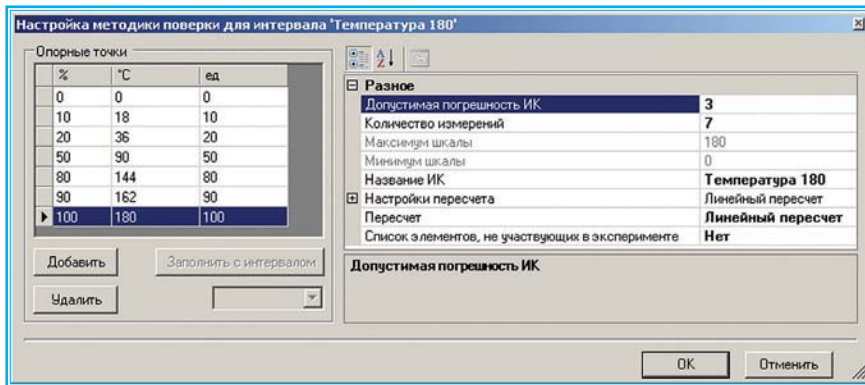 Настройка методики поверки для интервала 'Температура 180'
Опорные точки
% °C ед
0 0 0
10 18 10
20 36 20
50 90 50
80 144 80
90 162 90
100 180 100
Добавить Заполнить с интервалом
Удалить
Разное
Допустимая погрешность ИК 3
Количество измерений 7
Максимум шкалы 180
Минимум шкалы 0
Название ИК Температура 180
Настройки пересчета Линейный пересчет
Пересчет Линейный пересчет
Список элементов, не участвующих в эксперименте Нет
Допустимая погрешность ИК
OK Отменить